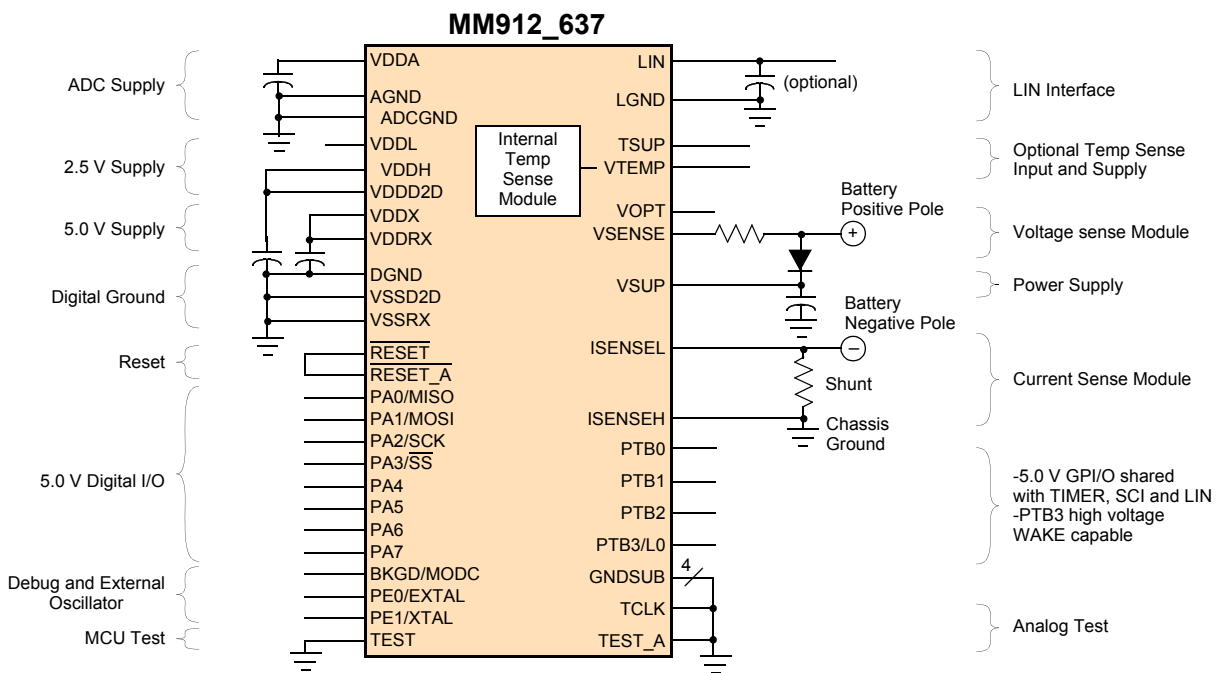 MM912_637
ADC Supply
2.5 V Supply
5.0 V Supply
Digital Ground
Reset
5.0 V Digital I/O
Debug and External
Oscillator
MCU Test
VDDA
AGND
ADCGND
VDDL
VDDH
VDDD2D
VDDX
VDDRX
DGND
VSSD2D
VSSRX
RESET
RESET_A
PA0/MISO
PA1/MOSI
PA2/SCK
PA3/SS
PA4
PA5
PA6
PA7
BKGD/MODC
PE0/EXTAL
PE1/XTAL
TEST
Internal
Temp
Sense
Module
LIN
LGND
TSUP
VTEMP
VOPT
VSENSE
VSUP
ISENSEL
ISENSEH
PTB0
PTB1
PTB2
PTB3/L0
GNDSUB
TCLK
TEST_A
(optional)
Battery
Positive Pole
+
Battery
Negative Pole
−
Shunt
Chassis
Ground
4
LIN Interface
Optional Temp Sense
Input and Supply
Voltage sense Module
Power Supply
Current Sense Module
-5.0 V GPI/O shared
with TIMER, SCI and LIN
-PTB3 high voltage
WAKE capable
Analog Test